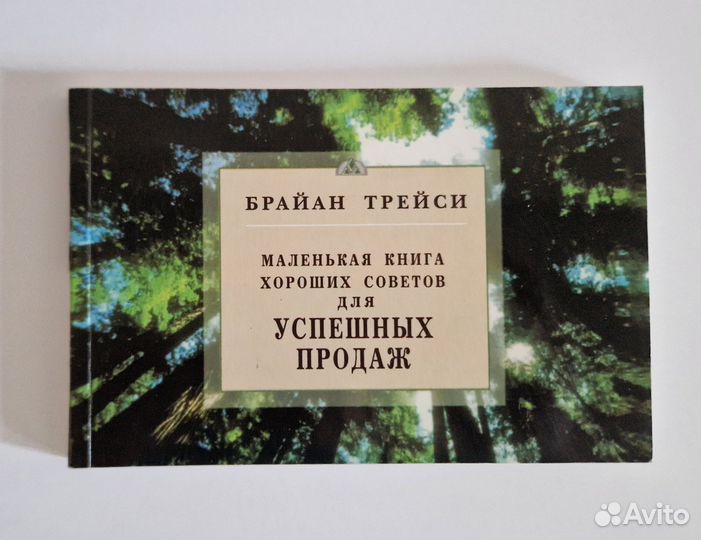 БРАЙАН ТРЕЙСИ
МАЛЕНЬКАЯ КНИГА
ХОРОШИХ СОВЕТОВ
ДЛЯ
УСПЕШНЫХ
ПРОДАЖ
Avito